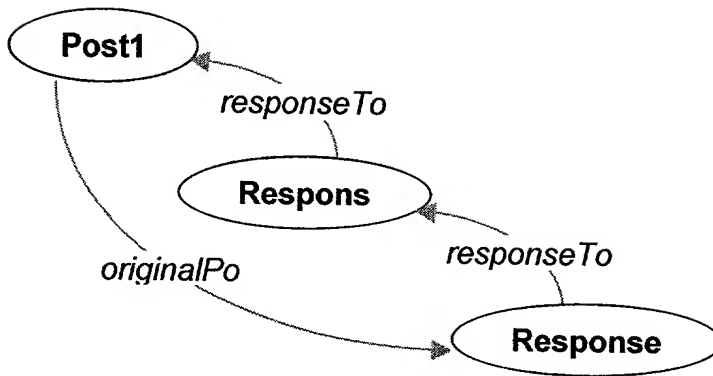 Post1
responseTo
Respons
responseTo
originalPo
Response